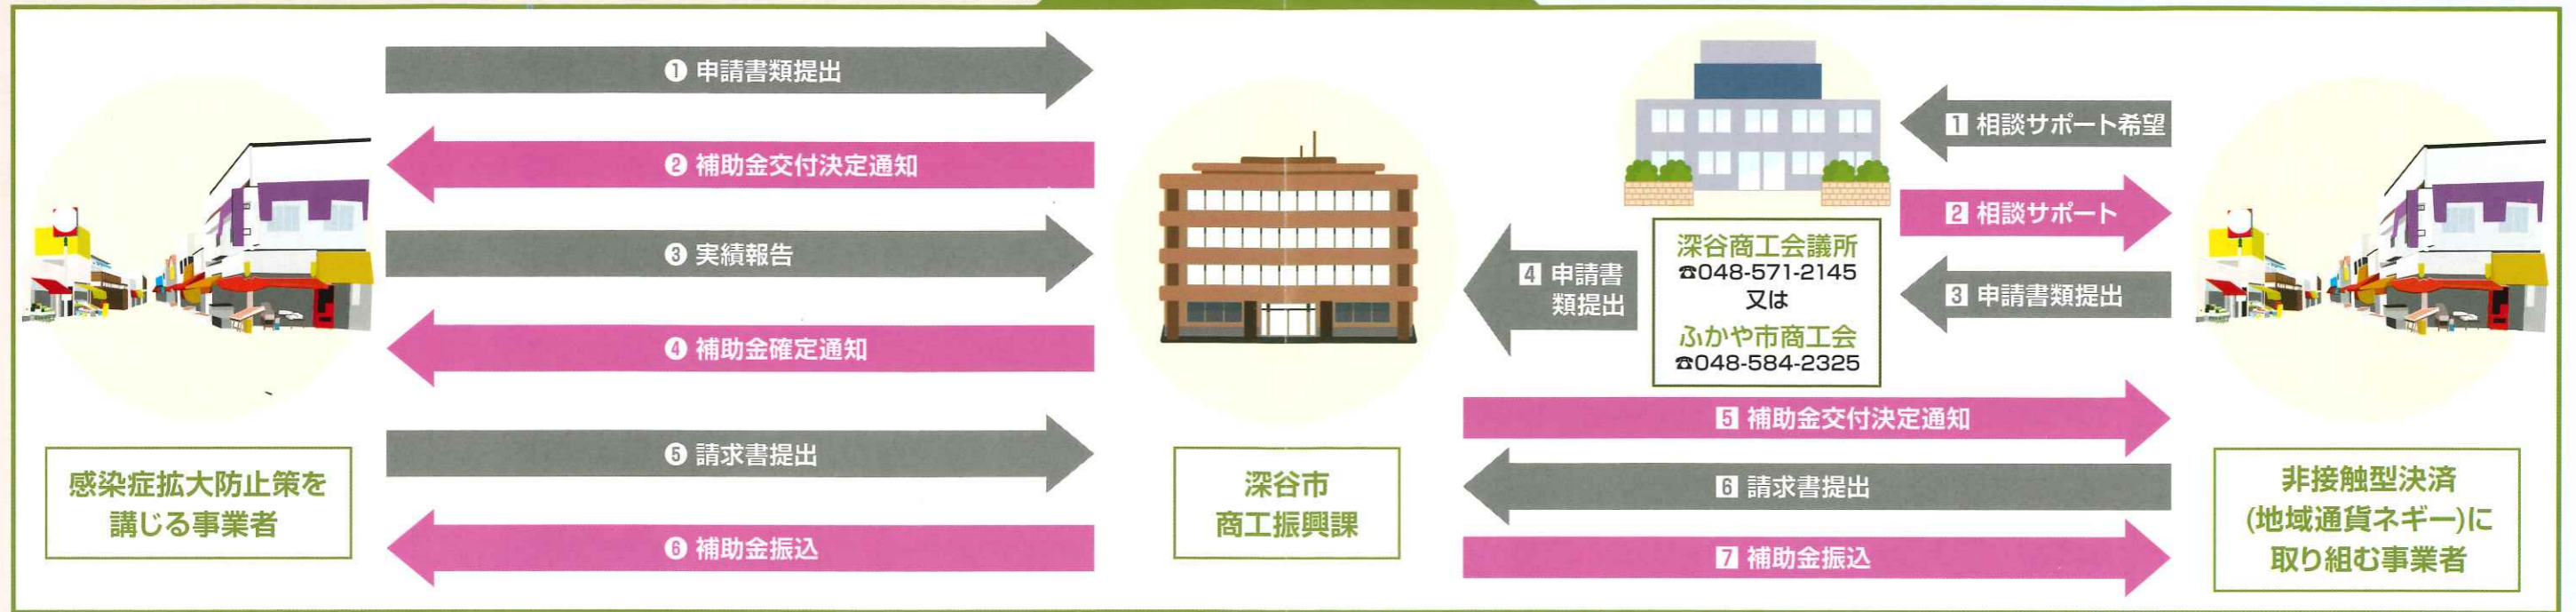 ❶ 申請書類提出
❷ 補助金交付決定通知
❸ 実績報告
❹ 補助金確定通知
❺ 請求書提出
❻ 補助金振込
感染症拡大防止策を
講じる事業者
深谷市
商工振興課
1 相談サポート希望
2 相談サポート
3 申請書類提出
4 申請書
類提出
深谷商工会議所
☎048-571-2145
又は
ふかや市商工会
☎048-584-2325
5 補助金交付決定通知
6 請求書提出
7 補助金振込
非接触型決済
(地域通貨ネギー)に
取り組む事業者